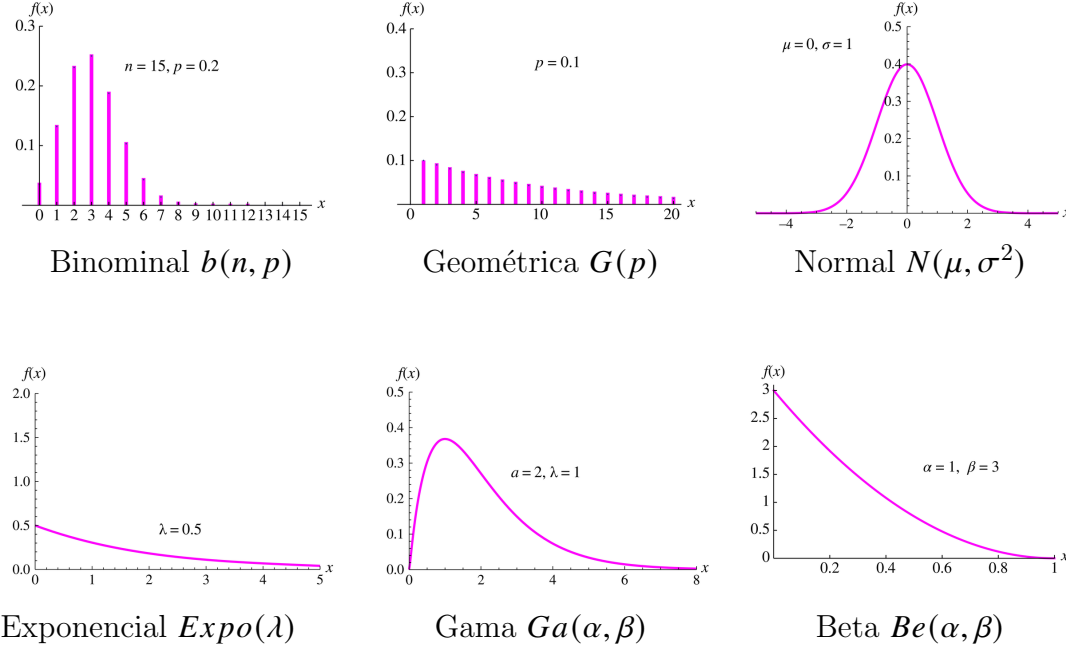 f(x)
0.3
n = 15, p = 0.2
0.2
0.1
0 1 2 3 4 5 6 7 8 9 10 11 12 13 14 15 x
Binominal b(n, p)
f(x)
0.4
p = 0.1
0.3
0.2
0.1
0 5 10 15 20 x
Geométrica G(p)
f(x)
μ = 0, σ = 1
0.5
0.4
0.3
0.2
0.1
−4 −2 0 2 4 x
Normal N(μ, σ²)
f(x)
2.0
1.5
1.0
0.5
λ = 0.5
0.0
0 1 2 3 4 5 x
Exponencial Expo(λ)
f(x)
0.5
0.4
0.3
a = 2, λ = 1
0.2
0.1
0.0
0 2 4 6 8 x
Gama Ga(α, β)
f(x)
3
2.5
2
α = 1, β = 3
1.5
1
0.5
0
0.2 0.4 0.6 0.8 1 x
Beta Be(α, β)